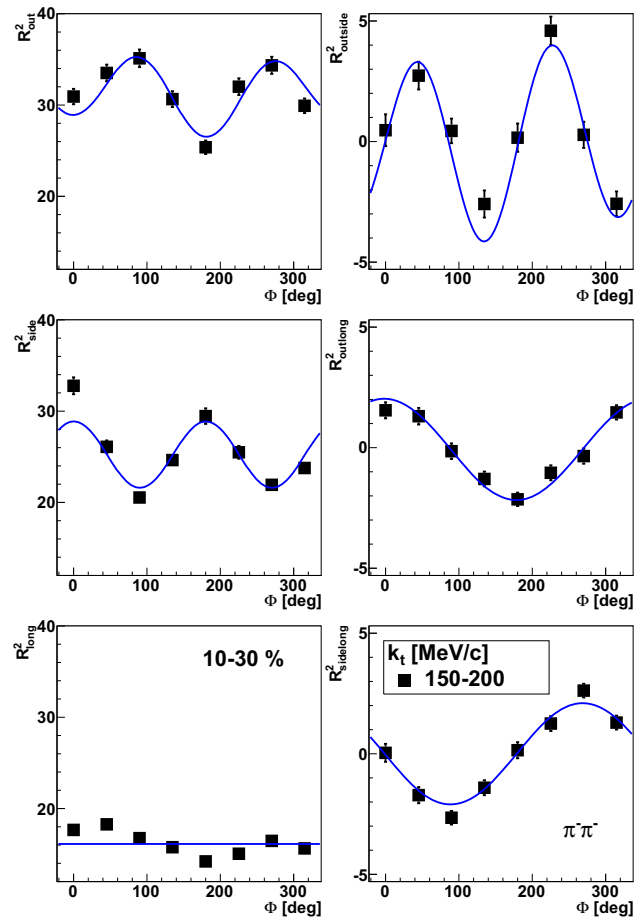 R²out
40
30
20
0 100 200 300
Φ [deg]
R²outside
5
0
-5
0 100 200 300
Φ [deg]
R²side
40
30
20
0 100 200 300
Φ [deg]
R²outlong
5
0
-5
0 100 200 300
Φ [deg]
R²long
40
30
20
10-30 %
0 100 200 300
Φ [deg]
R²sidelong
5
0
-5
k_t [MeV/c]
150-200
π⁻π⁻
0 100 200 300
Φ [deg]